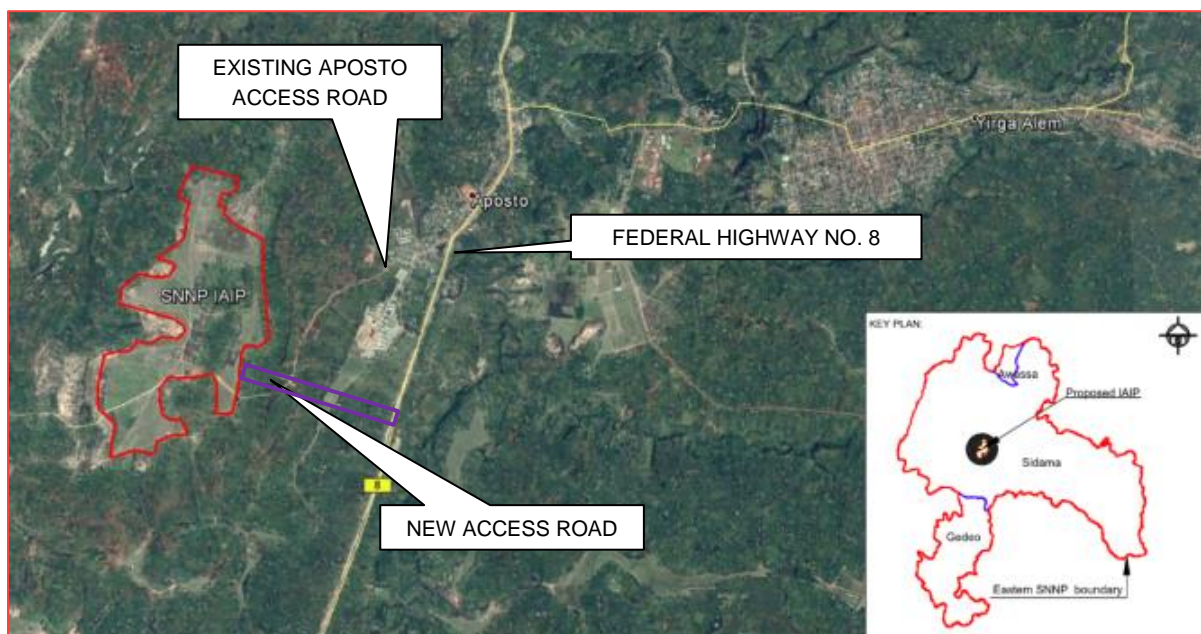 EXISTING APOSTO
ACCESS ROAD
Yirga Alem
Aposto
FEDERAL HIGHWAY NO. 8
SNNP IAIP
8
NEW ACCESS ROAD
KEY PLAN:
Awassa
Proposed IAIP
Sidama
Gedeo
Eastern SNNP boundary